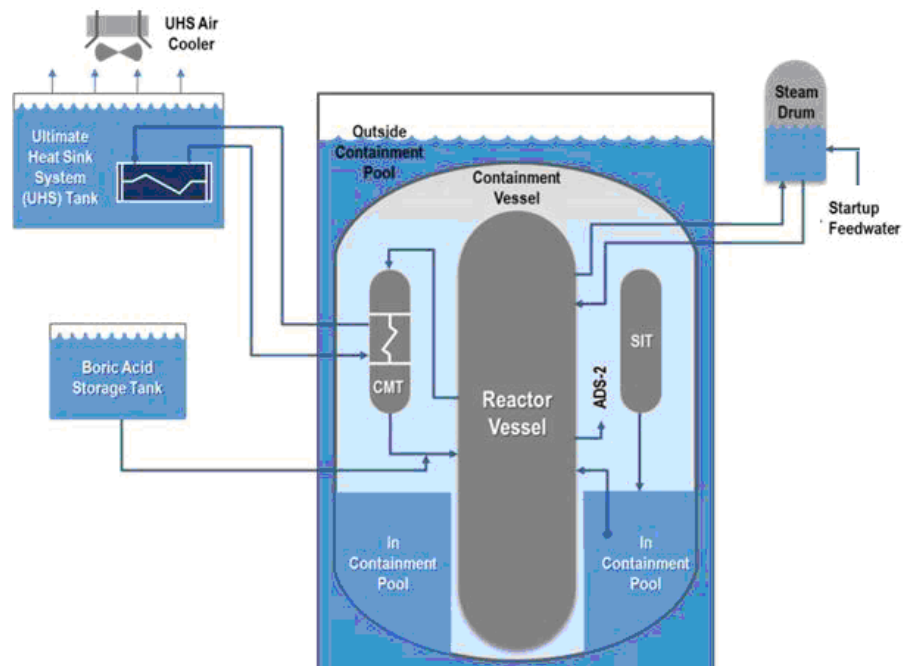 UHS Air
Cooler
Ultimate
Heat Sink
System
(UHS) Tank
Outside
Containment
Pool
Containment
Vessel
Steam
Drum
Startup
Feedwater
Boric Acid
Storage Tank
CMT
Reactor
Vessel
ADS-2
SIT
In
Containment
Pool
In
Containment
Pool